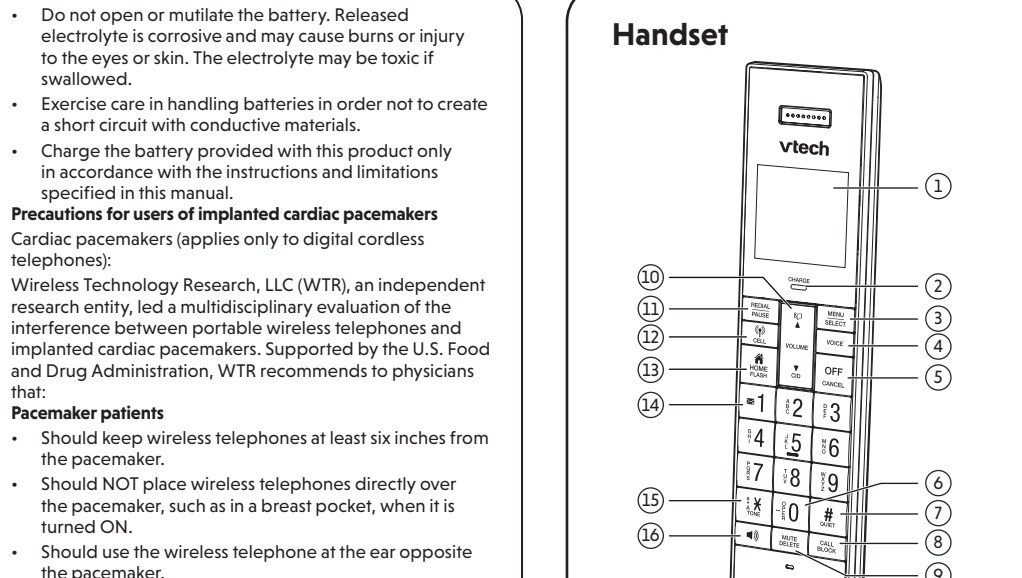 • Do not open or mutilate the battery. Released
electrolyte is corrosive and may cause burns or injury
to the eyes or skin. The electrolyte may be toxic if
swallowed.
• Exercise care in handling batteries in order not to create
a short circuit with conductive materials.
• Charge the battery provided with this product only
in accordance with the instructions and limitations
specified in this manual.
Precautions for users of implanted cardiac pacemakers
Cardiac pacemakers (applies only to digital cordless
telephones):
Wireless Technology Research, LLC (WTR), an independent
research entity, led a multidisciplinary evaluation of the
interference between portable wireless telephones and
implanted cardiac pacemakers. Supported by the U.S. Food
and Drug Administration, WTR recommends to physicians
that:
Pacemaker patients
• Should keep wireless telephones at least six inches from
the pacemaker.
• Should NOT place wireless telephones directly over
the pacemaker, such as in a breast pocket, when it is
turned ON.
• Should use the wireless telephone at the ear opposite
the pacemaker.
Handset
vtech
1
CHARGE
2
10
11
12
13
14
REDIAL
PAUSE
CELL
HOME
FLASH
VOLUME
CID
MENU
SELECT
VOICE
OFF
CANCEL
3
4
5
1
ABC 2
DEF 3
GHI 4
JKL 5
MNO 6
PQRS 7
TUV 8
WXYZ 9
a→A
TONE
OPER 0
#
QUIET
MUTE
DELETE
CALL
BLOCK
15
16
6
7
8
9